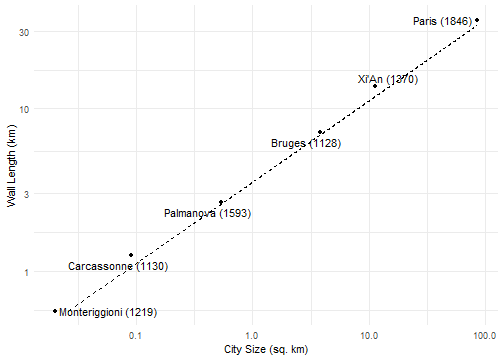 Paris (1846)
30
Xi'An (1370)
10
Bruges (1128)
3
Palmanova (1593)
Carcassonne (1130)
1
Monteriggioni (1219)
0.1 1.0 10.0 100.0
City Size (sq. km)
Wall Length (km)